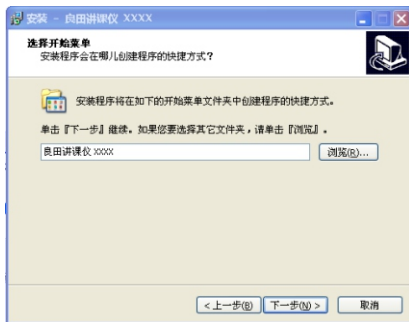 安装 - 良田讲课仪 XXXX
选择开始菜单
安装程序会在哪儿创建程序的快捷方式?
安装程序将在如下的开始菜单文件夹中创建程序的快捷方式。
单击『下一步』继续。如果您要选择其它文件夹,请单击『浏览』。
良田讲课仪 XXXX
浏览(R)...
<上一步(B)
下一步(N) >
取消